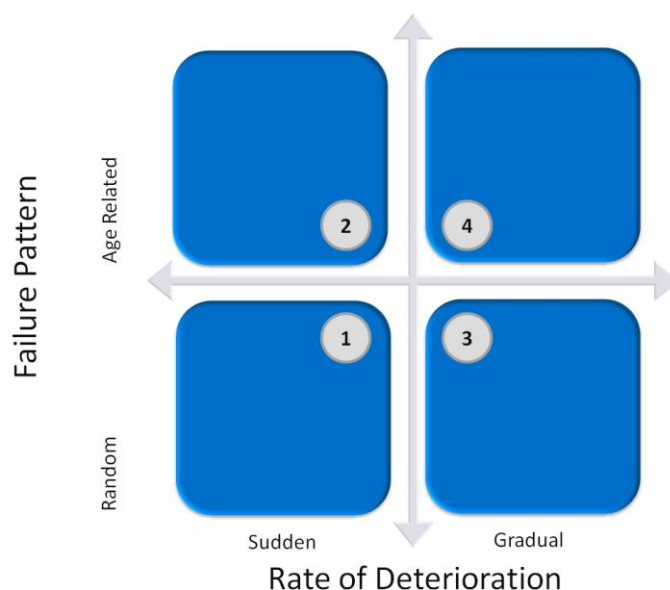 Failure Pattern
Age Related
Random
2
4
1
3
Sudden
Gradual
Rate of Deterioration